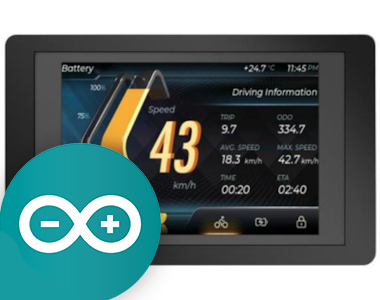 Battery
+24.7 °C 11:45 PM
100%
Driving Information
75%
Speed
43
km/h
TRIP ODO
9.7 334.7
AVG. SPEED MAX. SPEED
18.3 km/h 42.7 km/h
TIME ETA
00:20 02:40